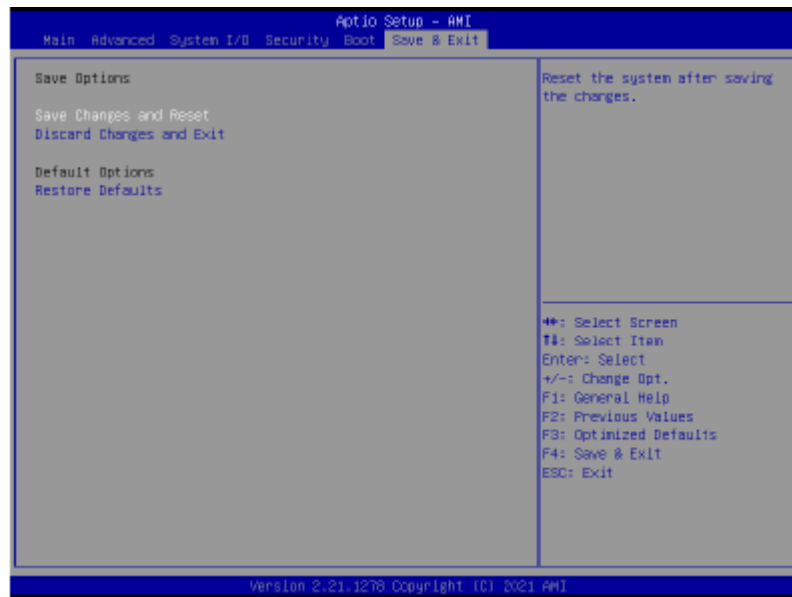 Aptio Setup – AMI
Main Advanced System I/O Security Boot Save & Exit
Save Options
Save Changes and Reset
Discard Changes and Exit
Default Options
Restore Defaults
Reset the system after saving
the changes.
↔: Select Screen
↑↓: Select Item
Enter: Select
+/-: Change Opt.
F1: General Help
F2: Previous Values
F3: Optimized Defaults
F4: Save & Exit
ESC: Exit
Version 2.21.1278 Copyright (C) 2021 AMI